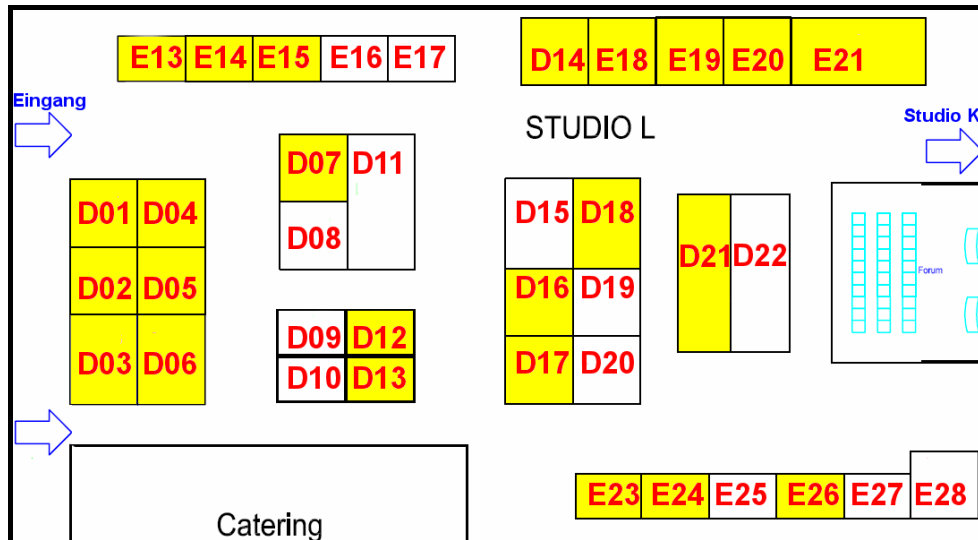 E13 E14 E15 E16 E17
D14 E18 E19 E20 E21
Eingang
Studio K
STUDIO L
D07 D11
D08
D01 D04
D02 D05
D03 D06
D09 D12
D10 D13
D15 D18
D16 D19
D17 D20
D21 D22
Forum
E23 E24 E25 E26 E27 E28
Catering